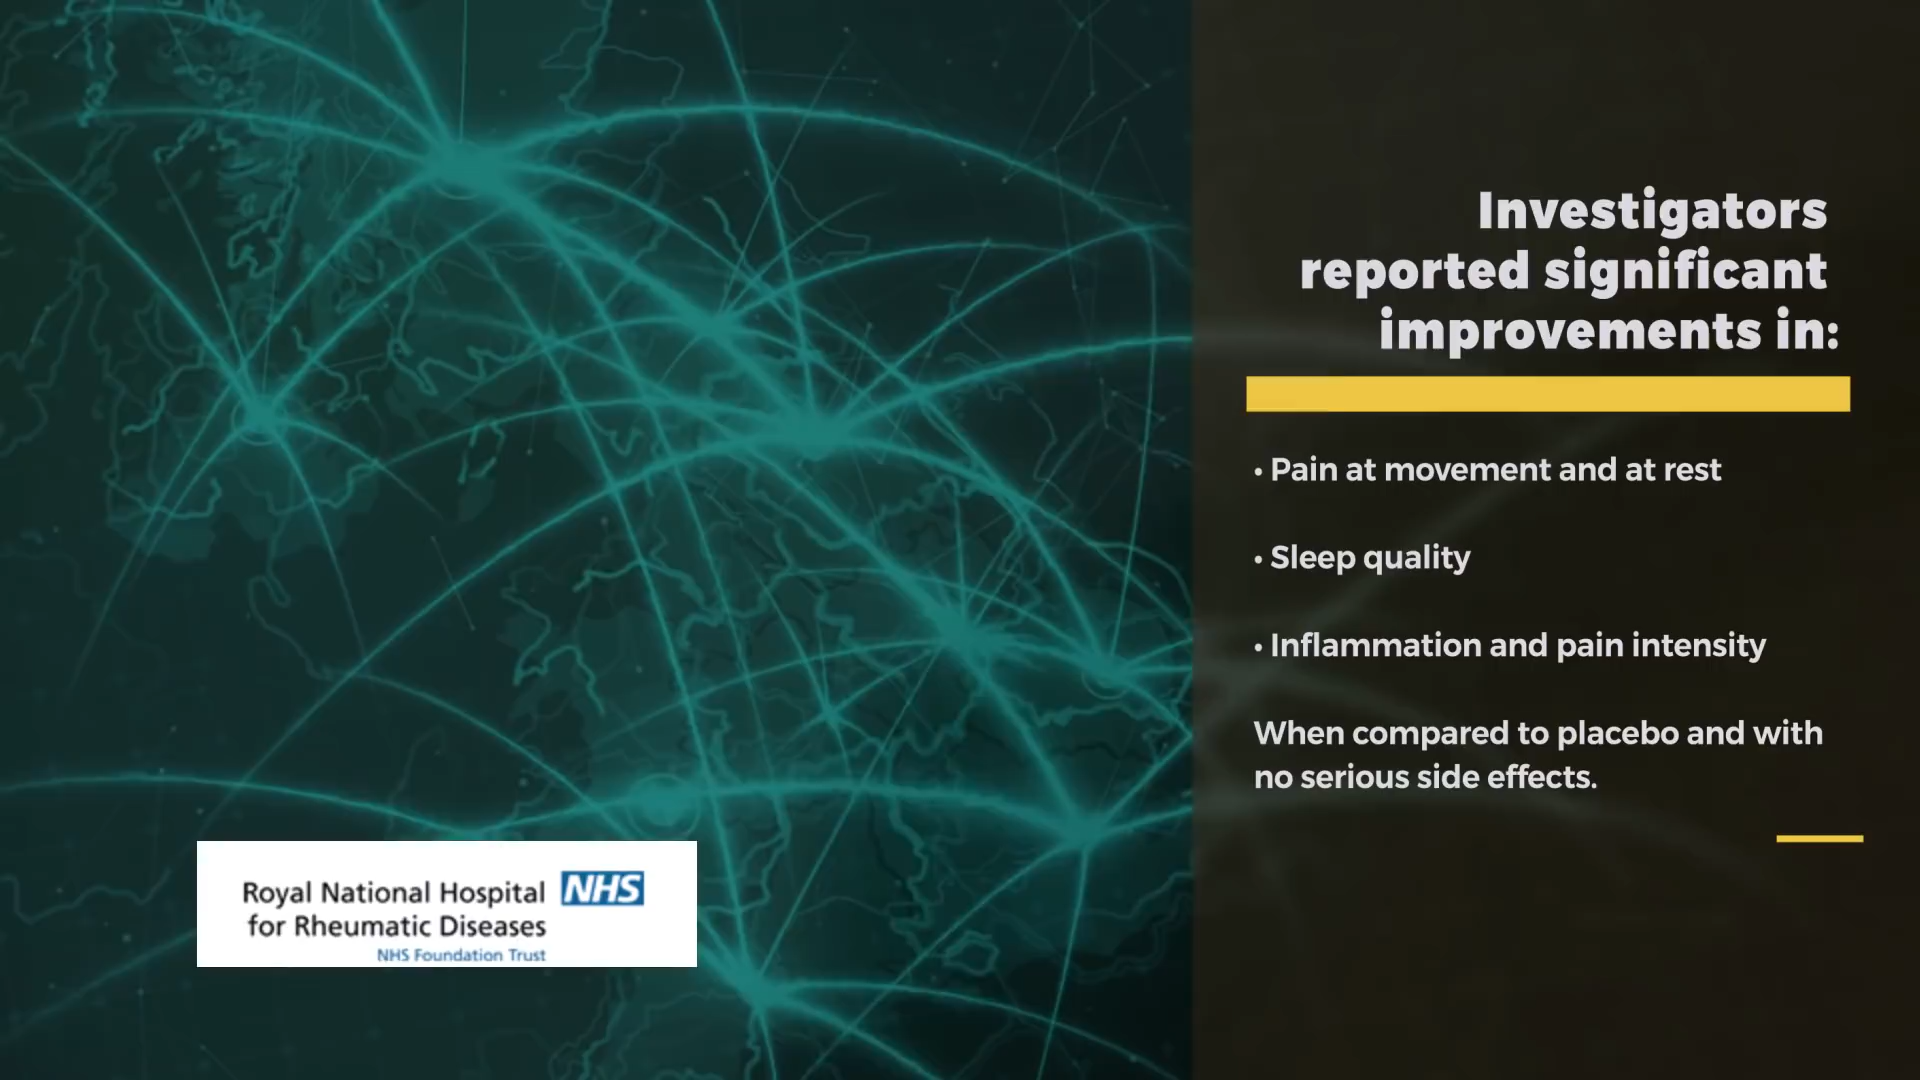 Investigators
reported significant
improvements in:
• Pain at movement and at rest
• Sleep quality
• Inflammation and pain intensity
When compared to placebo and with
no serious side effects.
Royal National Hospital NHS
for Rheumatic Diseases
NHS Foundation Trust